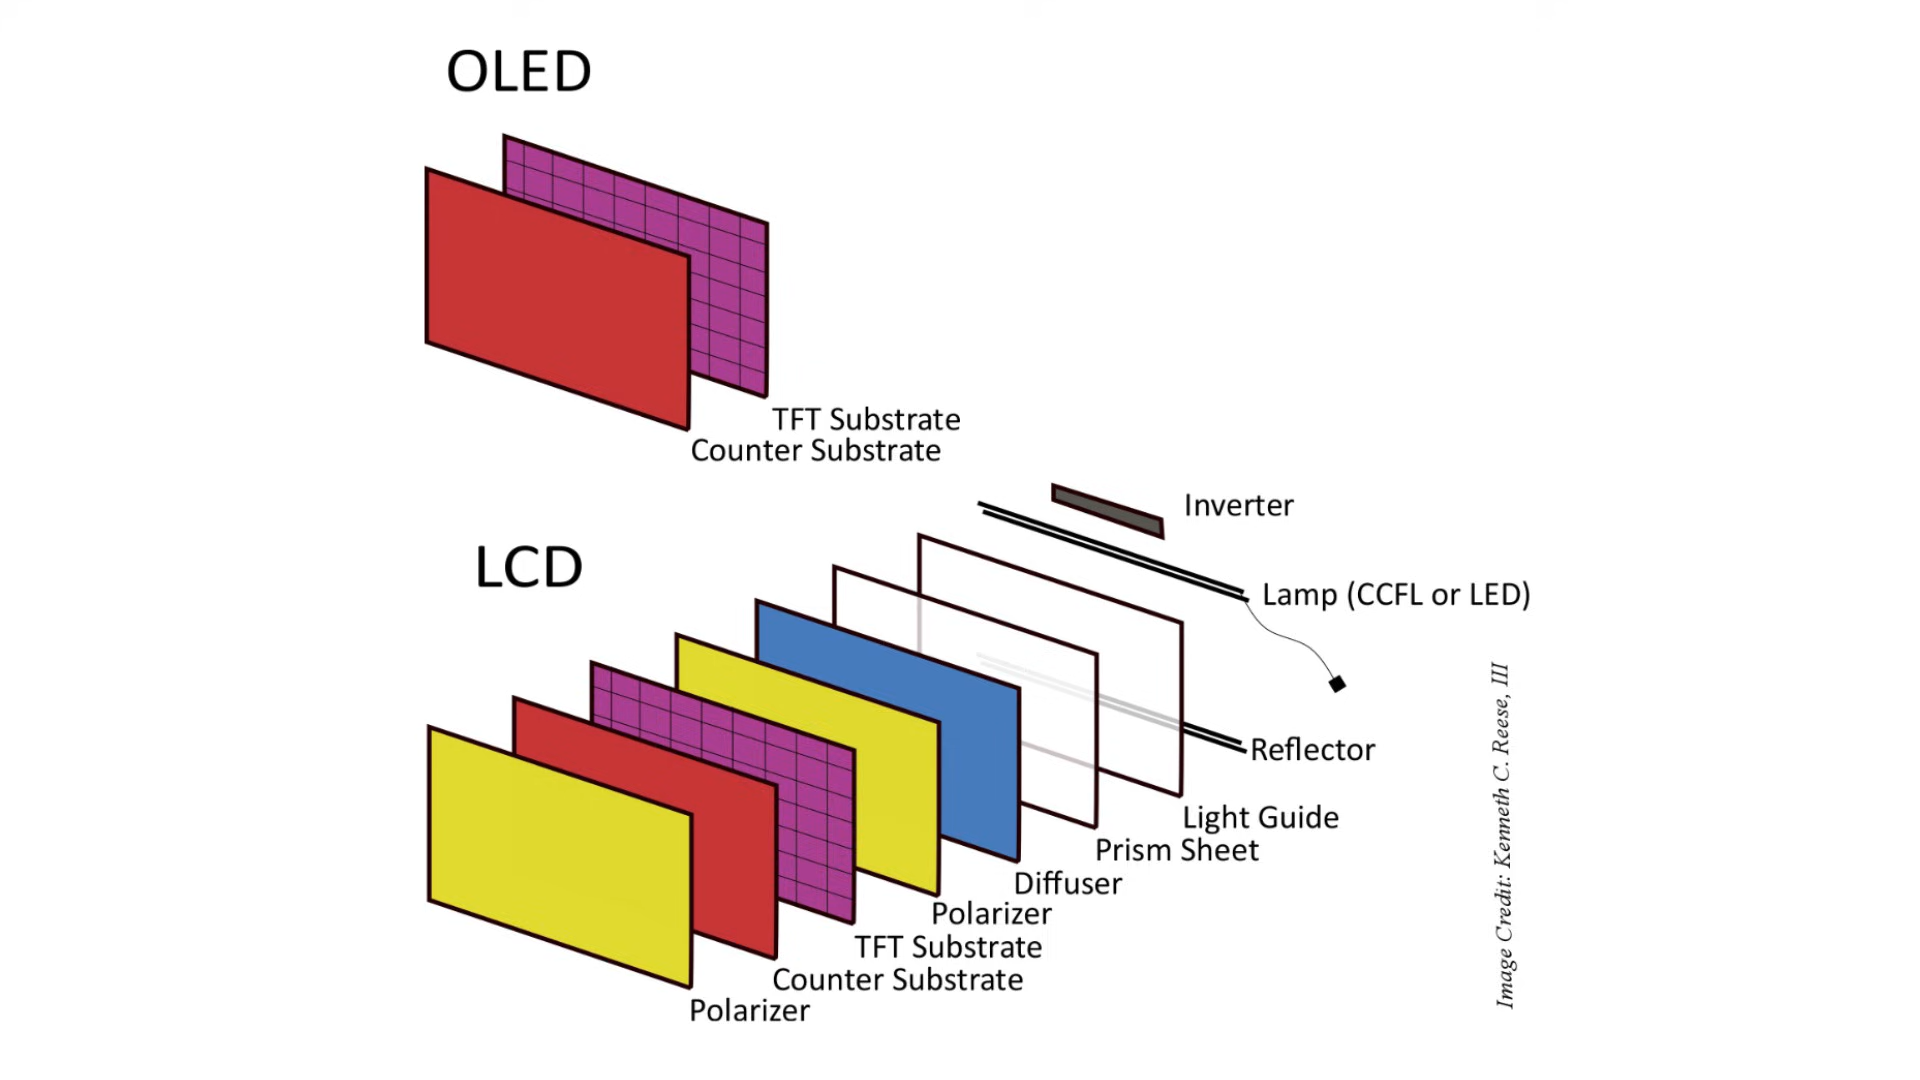 OLED
TFT Substrate
Counter Substrate
Inverter
LCD
Lamp (CCFL or LED)
Reflector
Light Guide
Prism Sheet
Diffuser
Polarizer
TFT Substrate
Counter Substrate
Polarizer
Image Credit: Kenneth C. Reese, III